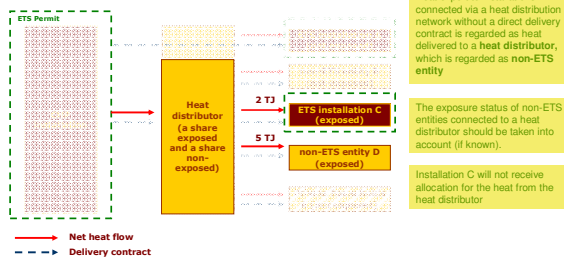 ETS Permit
connected via a heat distribution
network without a direct delivery
contract is regarded as heat
delivered to a heat distributor,
which is regarded as non-ETS
entity
Heat
distributor
(a share
exposed
and a share
non-
exposed)
2 TJ
ETS installation C
(exposed)
5 TJ
non-ETS entity D
(exposed)
The exposure status of non-ETS
entities connected to a heat
distributor should be taken into
account (if known).
Installation C will not receive
allocation for the heat from the
heat distributor
Net heat flow
Delivery contract